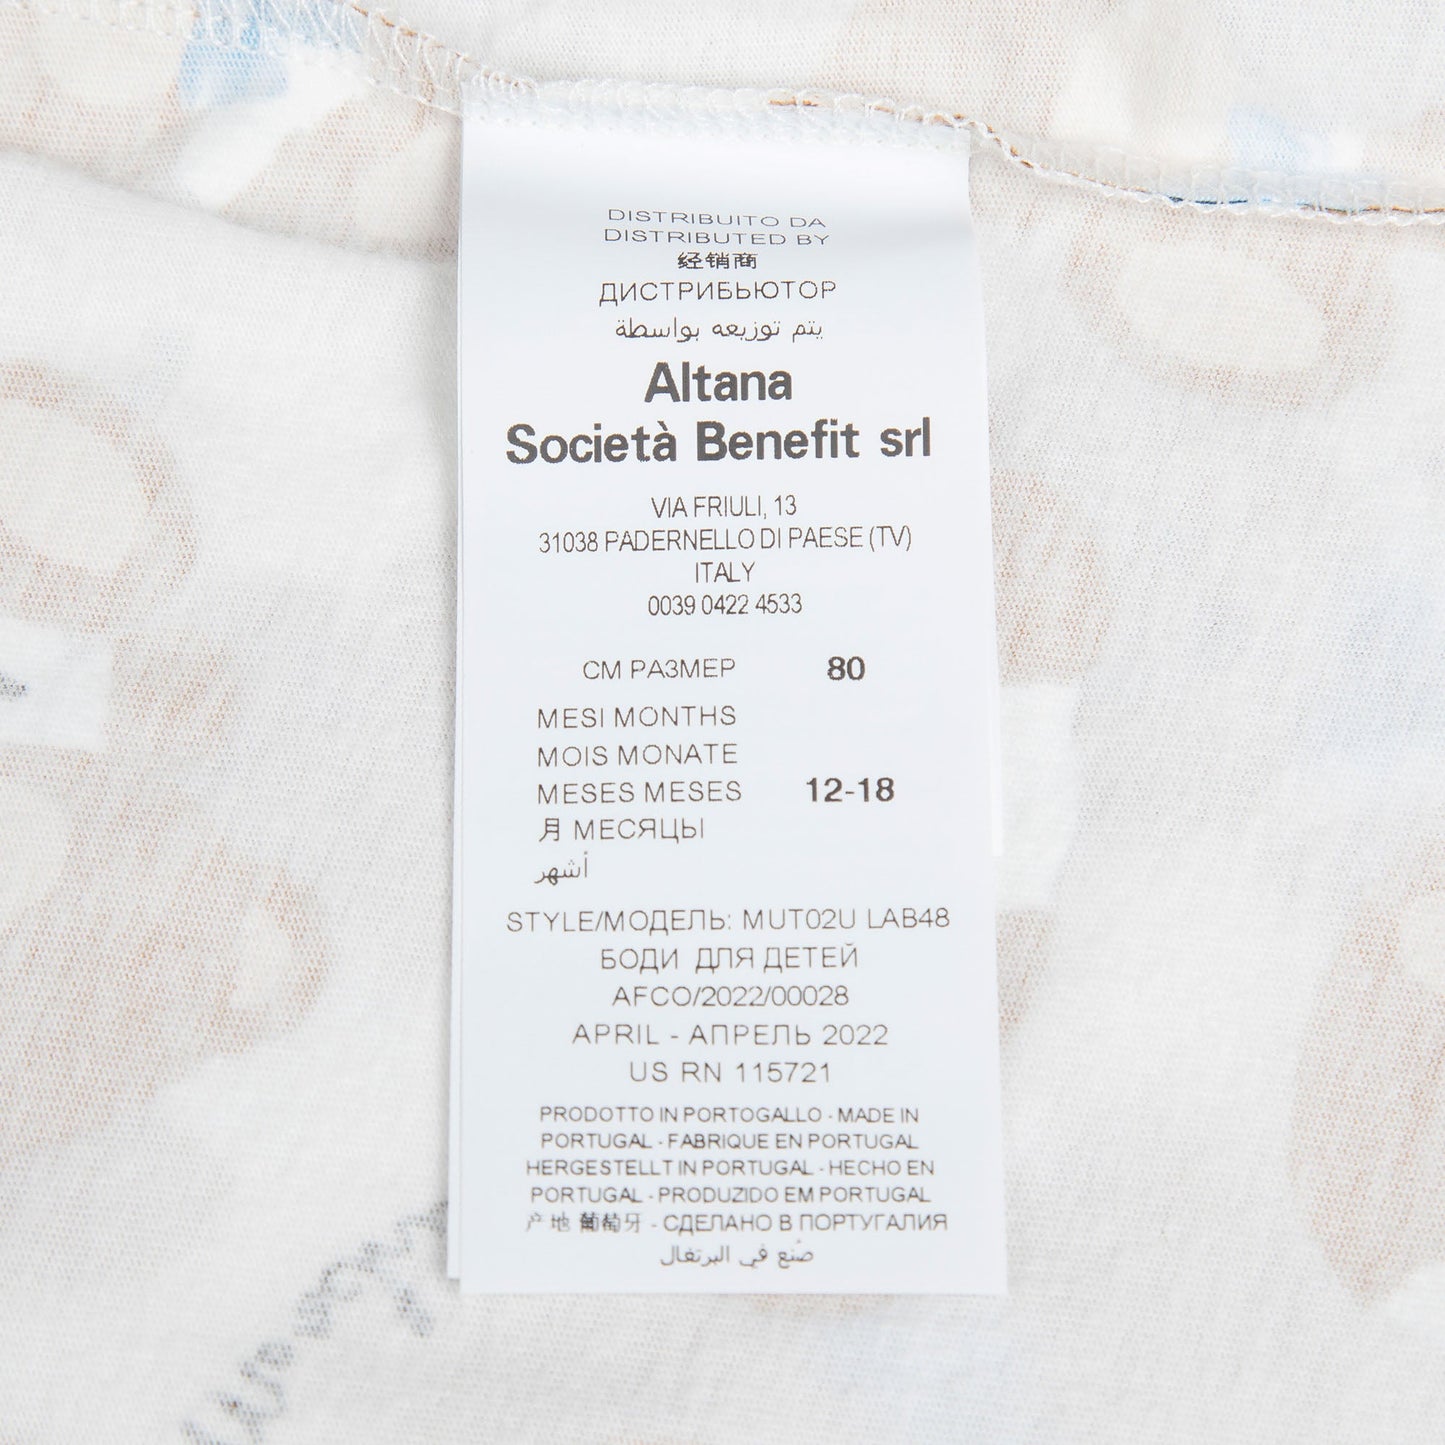 DISTRIBUITO DA
DISTRIBUTED BY
经销商
ДИСТРИБЬЮТОР
يتم توزيعه بواسطة
Altana
Società Benefit srl
VIA FRIULI, 13
31038 PADERNELLO DI PAESE (TV)
ITALY
0039 0422 4533
СМ РАЗМЕР 80
MESI MONTHS
MOIS MONATE
MESES MESES 12-18
月 МЕСЯЦЫ
أشهر
STYLE/МОДЕЛЬ: MUT02U LAB48
БОДИ ДЛЯ ДЕТЕЙ
AFCO/2022/00028
APRIL - АПРЕЛЬ 2022
US RN 115721
PRODOTTO IN PORTOGALLO - MADE IN
PORTUGAL - FABRIQUE EN PORTUGAL
HERGESTELLT IN PORTUGAL - HECHO EN
PORTUGAL - PRODUZIDO EM PORTUGAL
产地 葡萄牙 - СДЕЛАНО В ПОРТУГАЛИЯ
صُنع في البرتغال